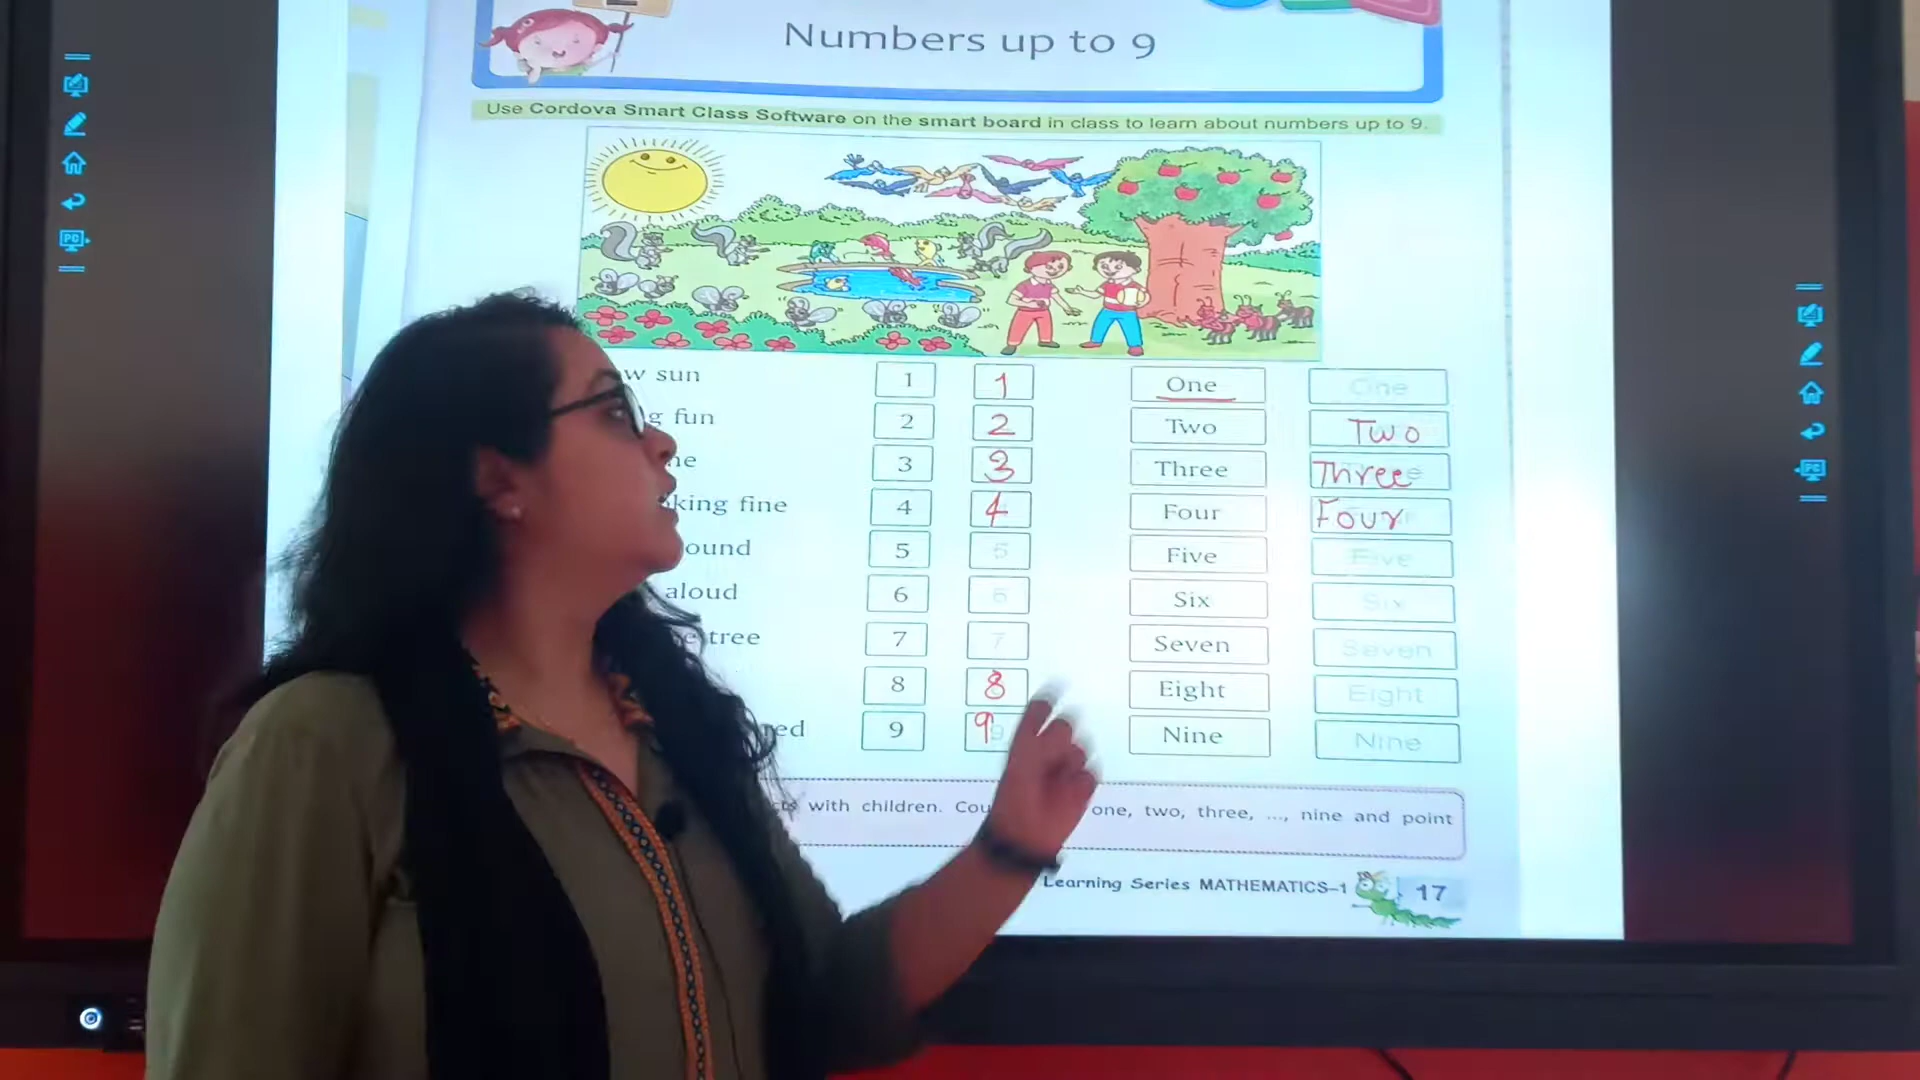 Numbers up to 9
Use Cordova Smart Class Software on the smart board in class to learn about numbers up to 9.
sun 1 1 One One
fun 2 2 Two Two
3 3 Three Three
king fine 4 4 Four Four
ound 5 5 Five Five
aloud 6 6 Six Six
tree 7 7 Seven Seven
8 8 Eight Eight
red 9 9 Nine Nine
with children. Cou one, two, three, ..., nine and point
Learning Series MATHEMATICS–1 17